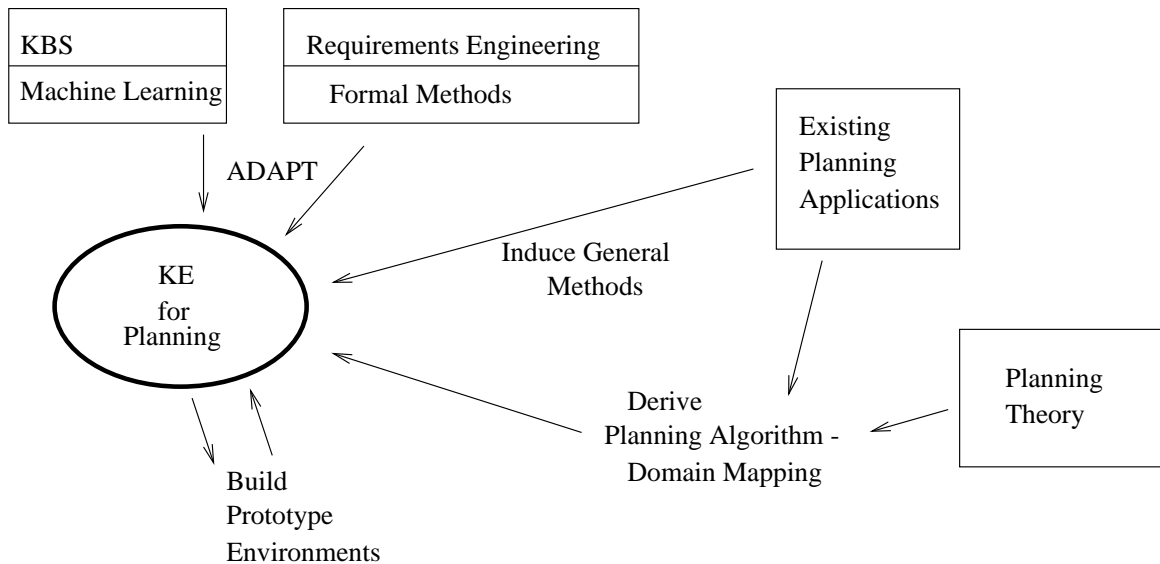 KBS
Machine Learning
Requirements Engineering
Formal Methods
ADAPT
Existing
Planning
Applications
Induce General
Methods
KE
for
Planning
Planning
Theory
Derive
Planning Algorithm -
Domain Mapping
Build
Prototype
Environments